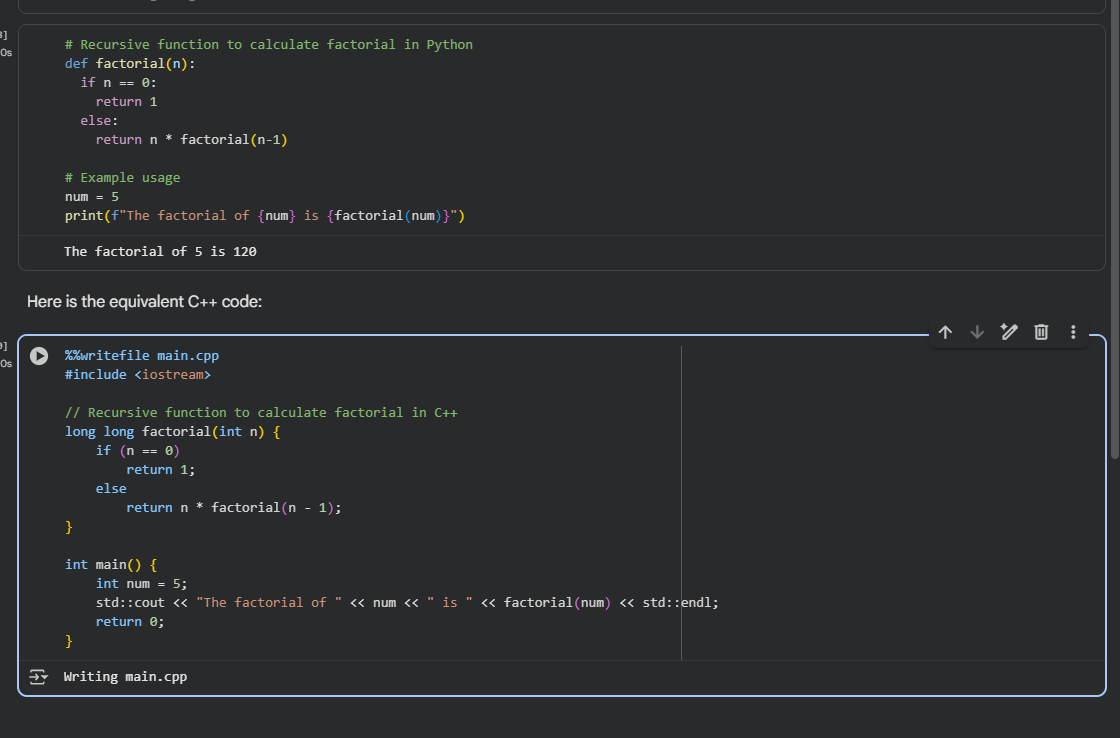 ]
0s
# Recursive function to calculate factorial in Python
def factorial(n):
  if n == 0:
    return 1
  else:
    return n * factorial(n-1)

# Example usage
num = 5
print(f"The factorial of {num} is {factorial(num)}")
The factorial of 5 is 120
Here is the equivalent C++ code:
]
0s
%%writefile main.cpp
#include <iostream>

// Recursive function to calculate factorial in C++
long long factorial(int n) {
    if (n == 0)
        return 1;
    else
        return n * factorial(n - 1);
}

int main() {
    int num = 5;
    std::cout << "The factorial of " << num << " is " << factorial(num) << std::endl;
    return 0;
}
Writing main.cpp